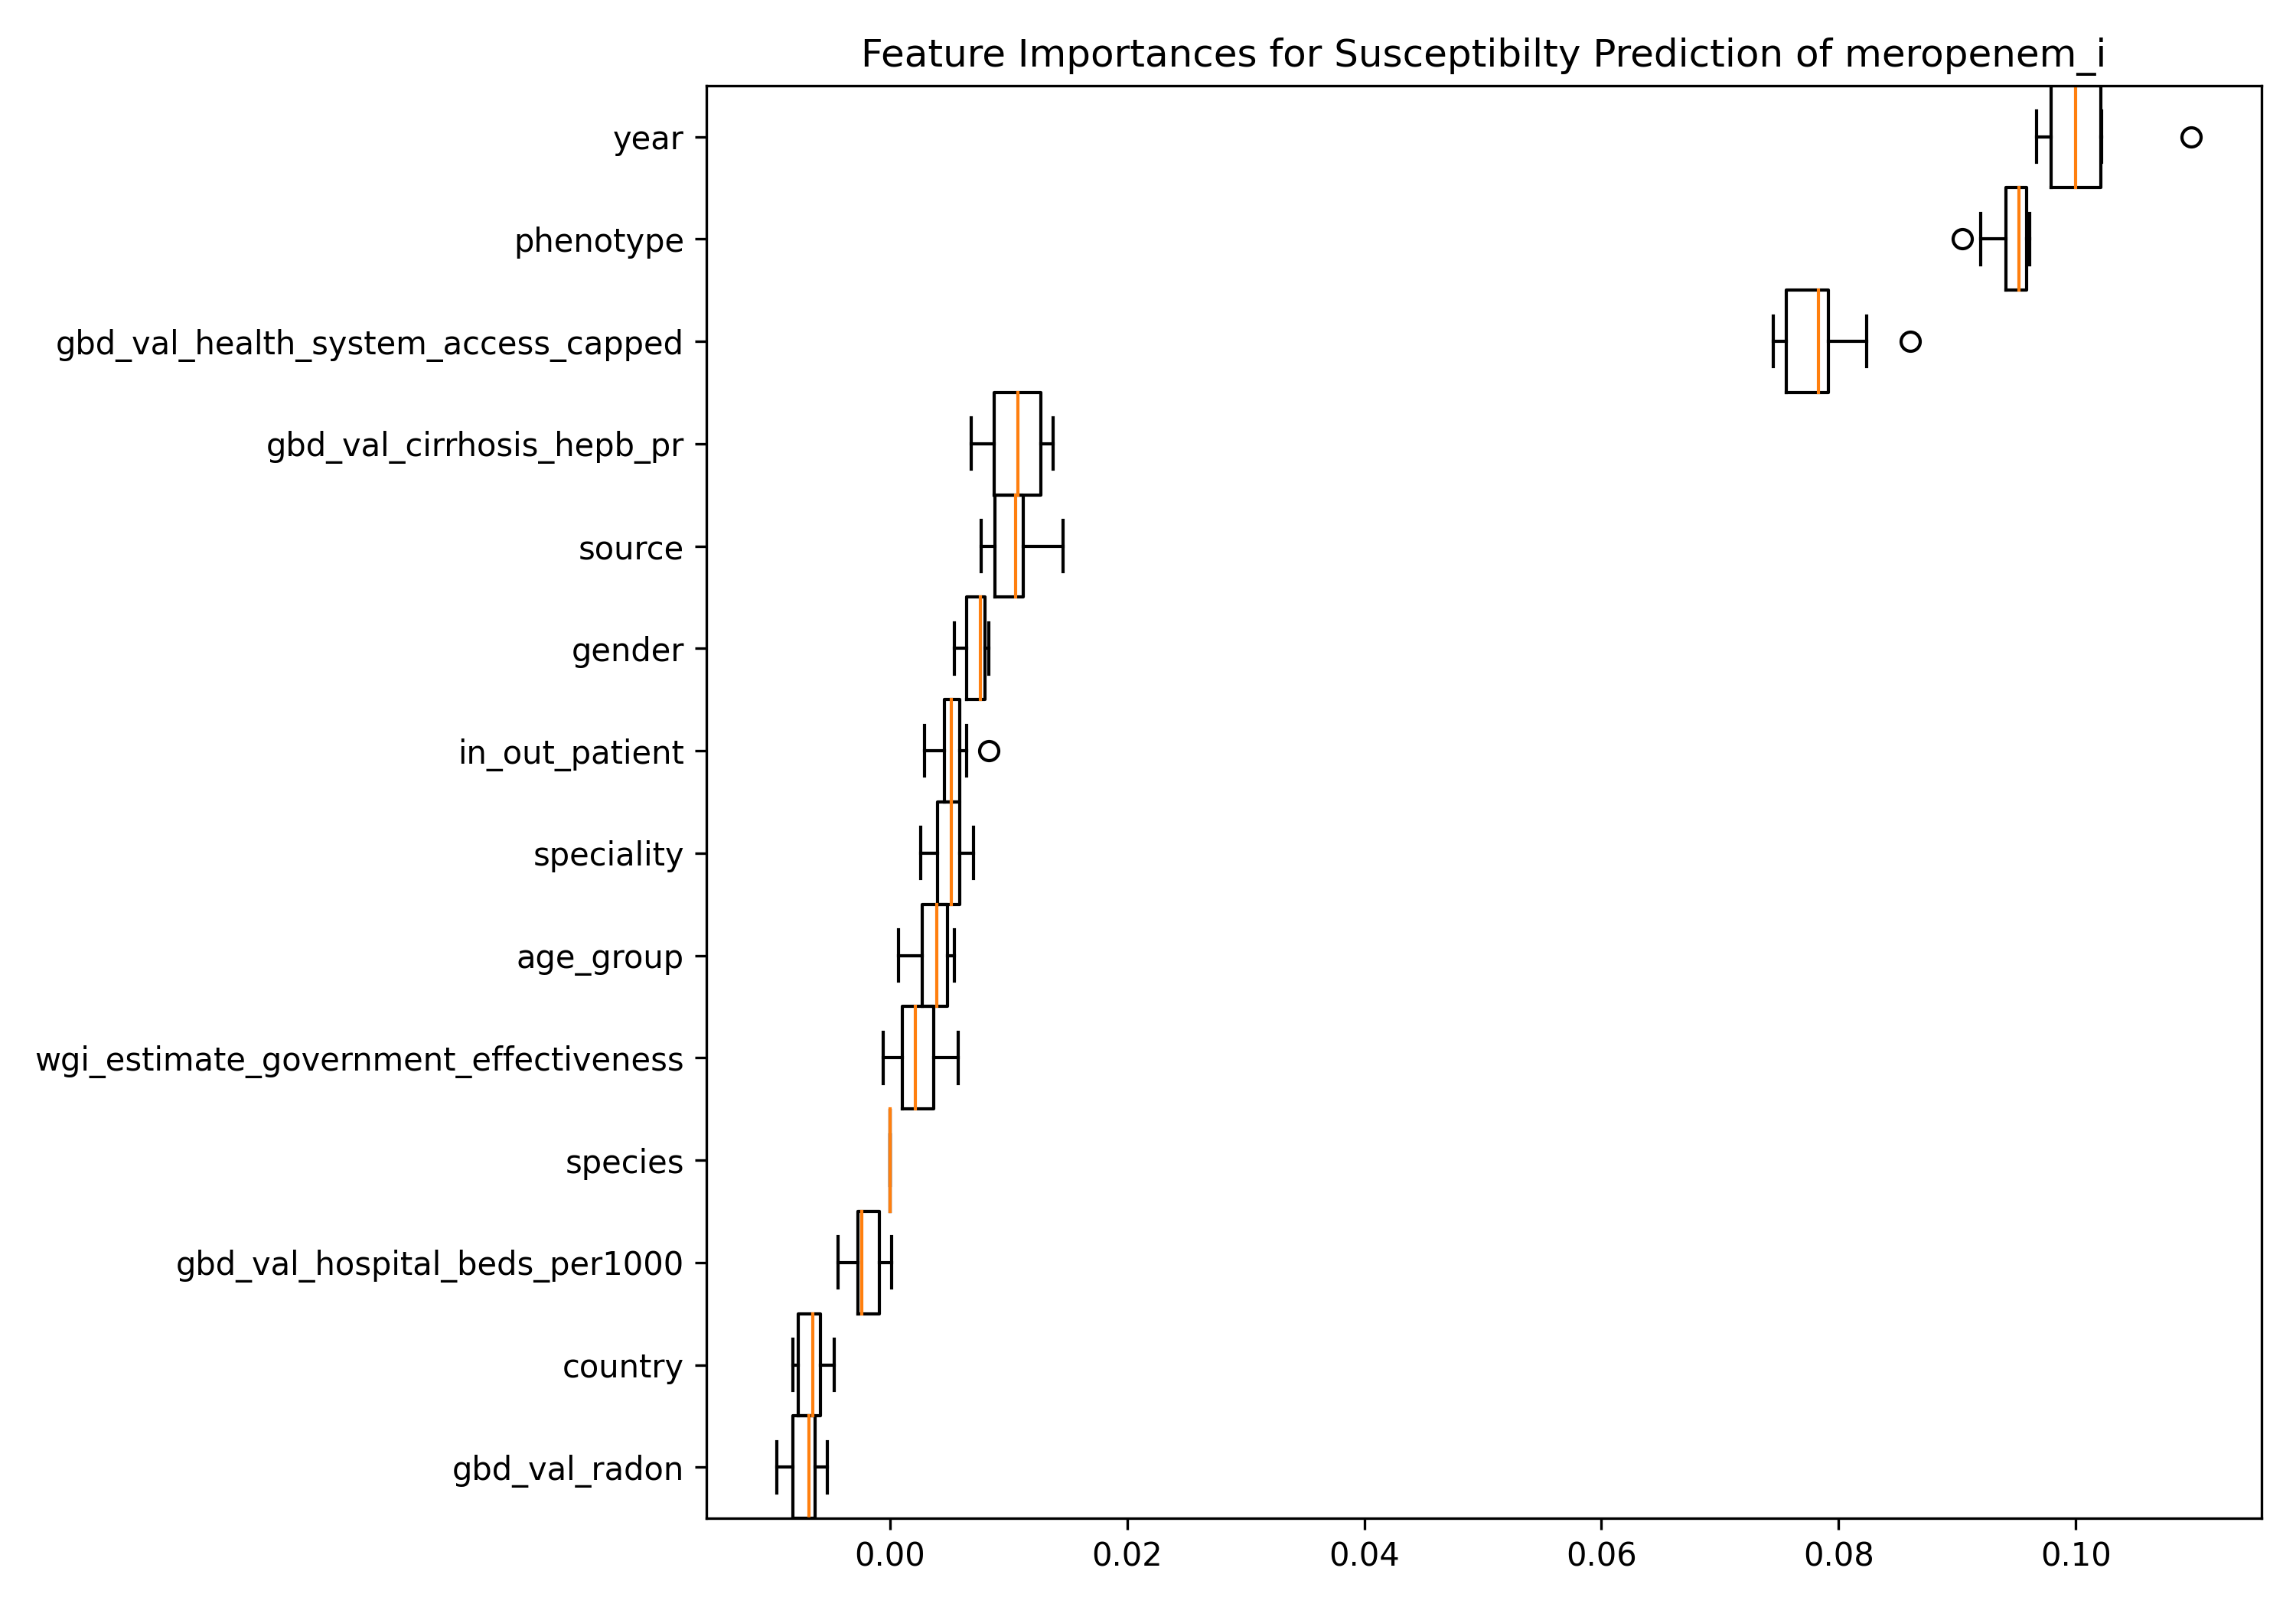 Feature Importances for Susceptibilty Prediction of meropenem_i
year
phenotype
gbd_val_health_system_access_capped
gbd_val_cirrhosis_hepb_pr
source
gender
in_out_patient
speciality
age_group
wgi_estimate_government_effectiveness
species
gbd_val_hospital_beds_per1000
country
gbd_val_radon
0.00 0.02 0.04 0.06 0.08 0.10